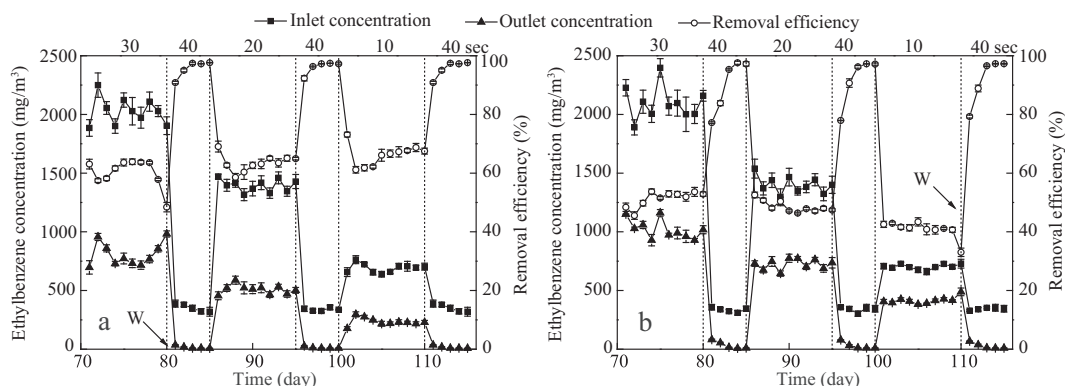 Inlet concentration Outlet concentration Removal efficiency
30 40 20 40 10 40 sec
2500
2000
1500
1000
500
0
Ethylbenzene concentration (mg/m³)
100
80
60
40
20
0
Removal efficiency (%)
W
a
70 80 90 100 110
Time (day)
30 40 20 40 10 40 sec
2500
2000
1500
1000
500
0
Ethylbenzene concentration (mg/m³)
100
80
60
40
20
0
Removal efficiency (%)
W
b
70 80 90 100 110
Time (day)